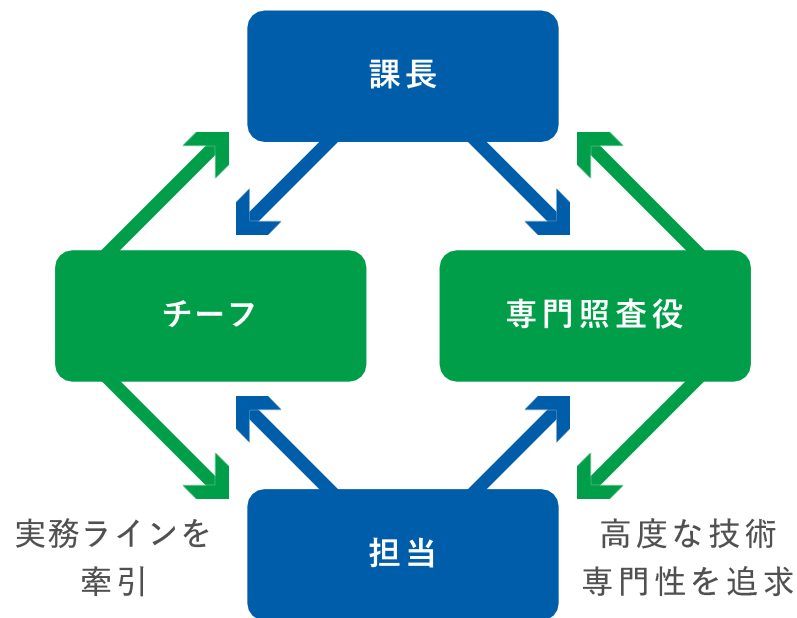 課長
チーフ
専門照査役
担当
実務ラインを
牽引
高度な技術
専門性を追求